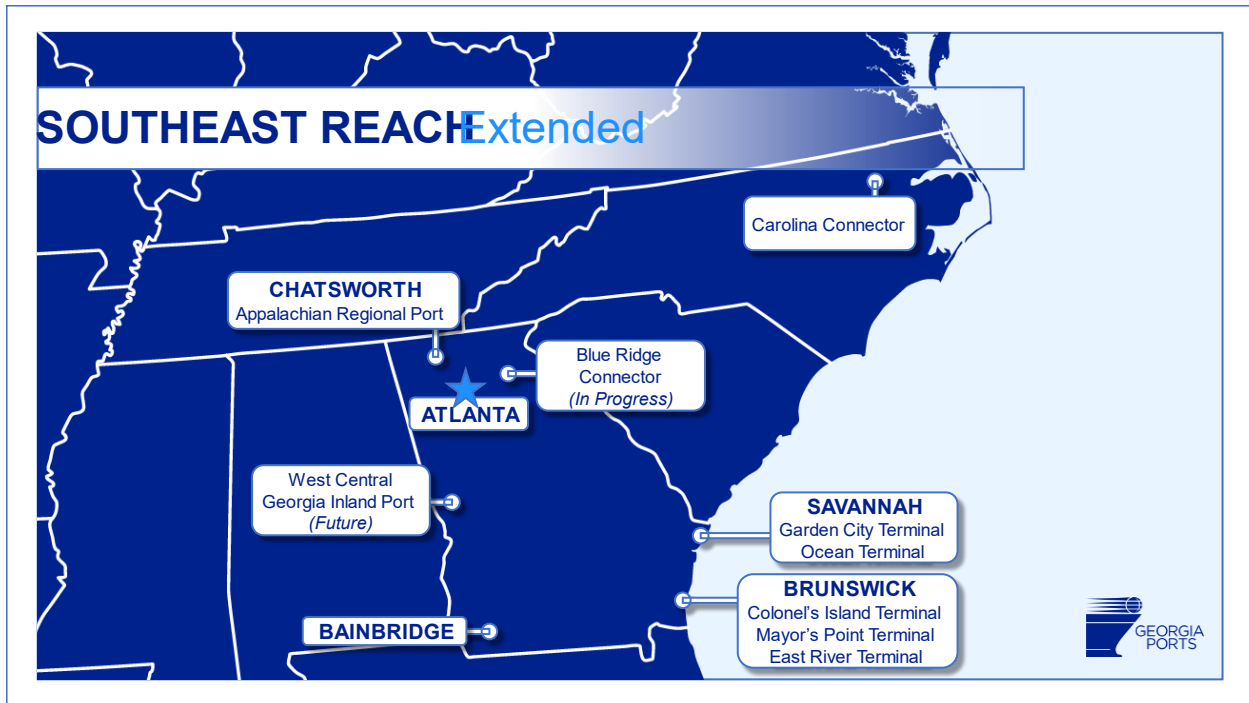 SOUTHEAST REACH Extended
Carolina Connector
CHATSWORTH
Appalachian Regional Port
Blue Ridge
Connector
(In Progress)
ATLANTA
West Central
Georgia Inland Port
(Future)
SAVANNAH
Garden City Terminal
Ocean Terminal
BRUNSWICK
Colonel’s Island Terminal
Mayor’s Point Terminal
East River Terminal
BAINBRIDGE
GEORGIA
PORTS